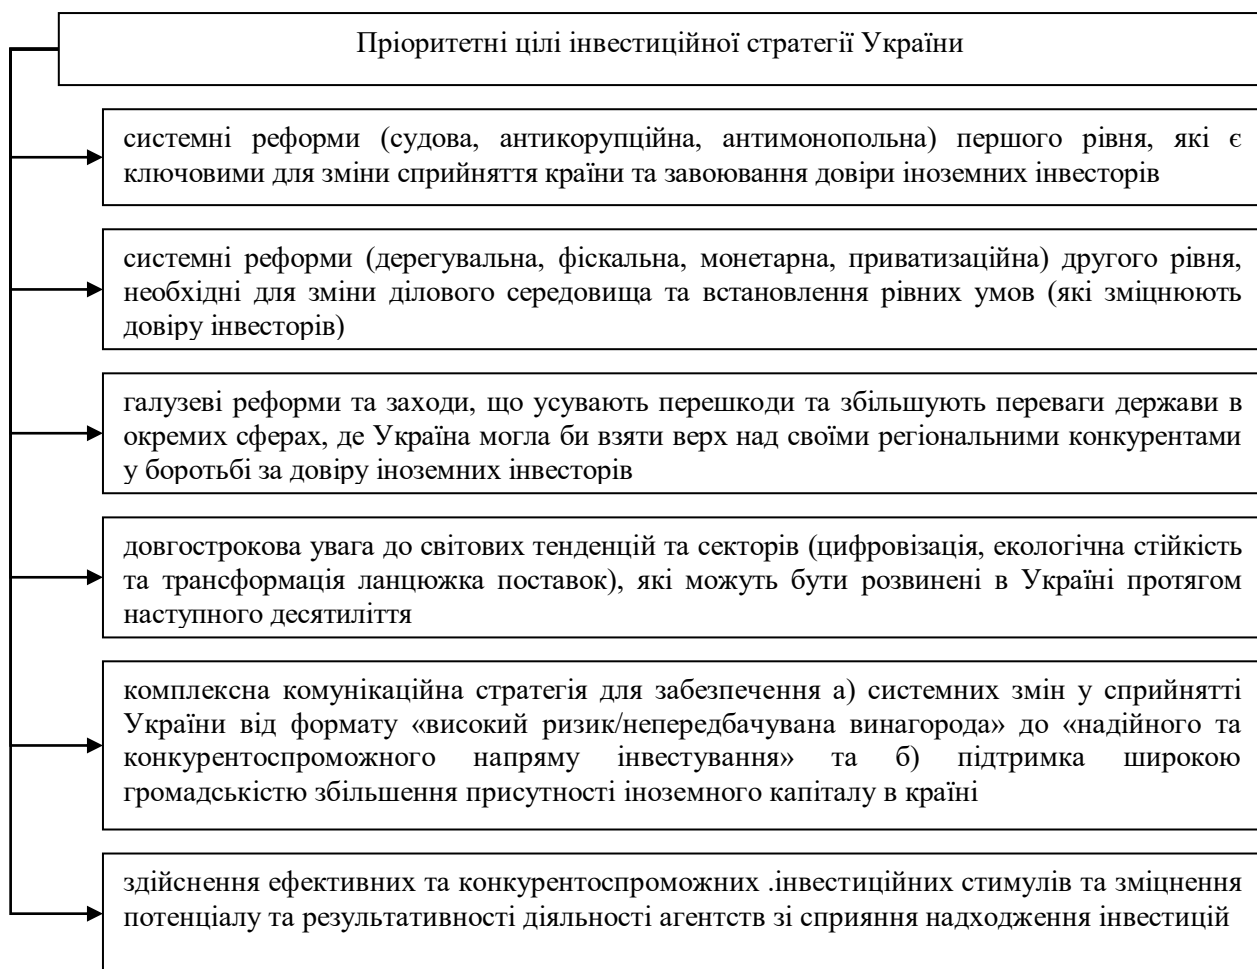 Пріоритетні цілі інвестиційної стратегії України
системні реформи (судова, антикорупційна, антимонопольна) першого рівня, які є
ключовими для зміни сприйняття країни та завоювання довіри іноземних інвесторів
системні реформи (дерегувальна, фіскальна, монетарна, приватизаційна) другого рівня,
необхідні для зміни ділового середовища та встановлення рівних умов (які зміцнюють
довіру інвесторів)
галузеві реформи та заходи, що усувають перешкоди та збільшують переваги держави в
окремих сферах, де Україна могла би взяти верх над своїми регіональними конкурентами
у боротьбі за довіру іноземних інвесторів
довгострокова увага до світових тенденцій та секторів (цифровізація, екологічна стійкість
та трансформація ланцюжка поставок), які можуть бути розвинені в Україні протягом
наступного десятиліття
комплексна комунікаційна стратегія для забезпечення а) системних змін у сприйнятті
України від формату «високий ризик/непередбачувана винагорода» до «надійного та
конкурентоспроможного напряму інвестування» та б) підтримка широкою
громадськістю збільшення присутності іноземного капіталу в країні
здійснення ефективних та конкурентоспроможних .інвестиційних стимулів та зміцнення
потенціалу та результативності діяльності агентств зі сприяння надходження інвестицій